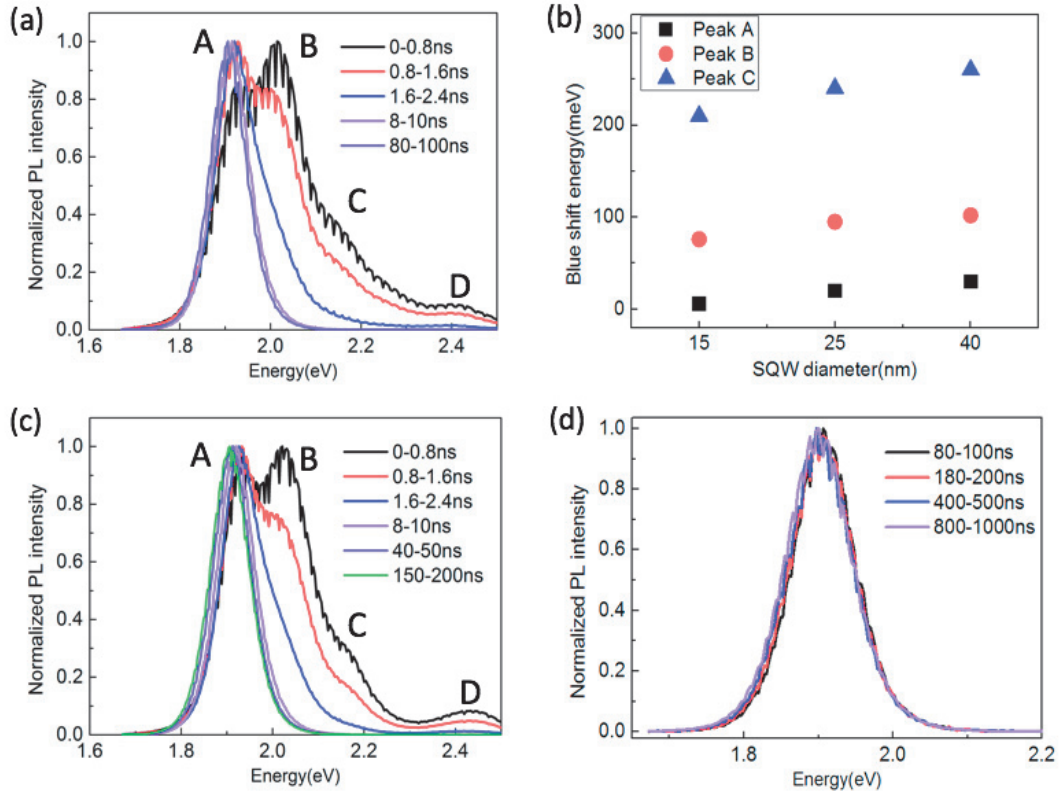 (a)
A
B
C
D
0-0.8ns
0.8-1.6ns
1.6-2.4ns
8-10ns
80-100ns
1.0
0.8
0.6
0.4
0.2
0.0
Normalized PL intensity
1.6 1.8 2.0 2.2 2.4
Energy(eV)
(b)
Peak A
Peak B
Peak C
300
200
100
0
Blue shift energy(meV)
15 25 40
SQW diameter(nm)
(c)
A
B
C
D
0-0.8ns
0.8-1.6ns
1.6-2.4ns
8-10ns
40-50ns
150-200ns
1.0
0.8
0.6
0.4
0.2
0.0
Normalized PL intensity
1.6 1.8 2.0 2.2 2.4
Energy(eV)
(d)
80-100ns
180-200ns
400-500ns
800-1000ns
1.0
0.8
0.6
0.4
0.2
0.0
Normalized PL intensity
1.8 2.0 2.2
Energy(eV)